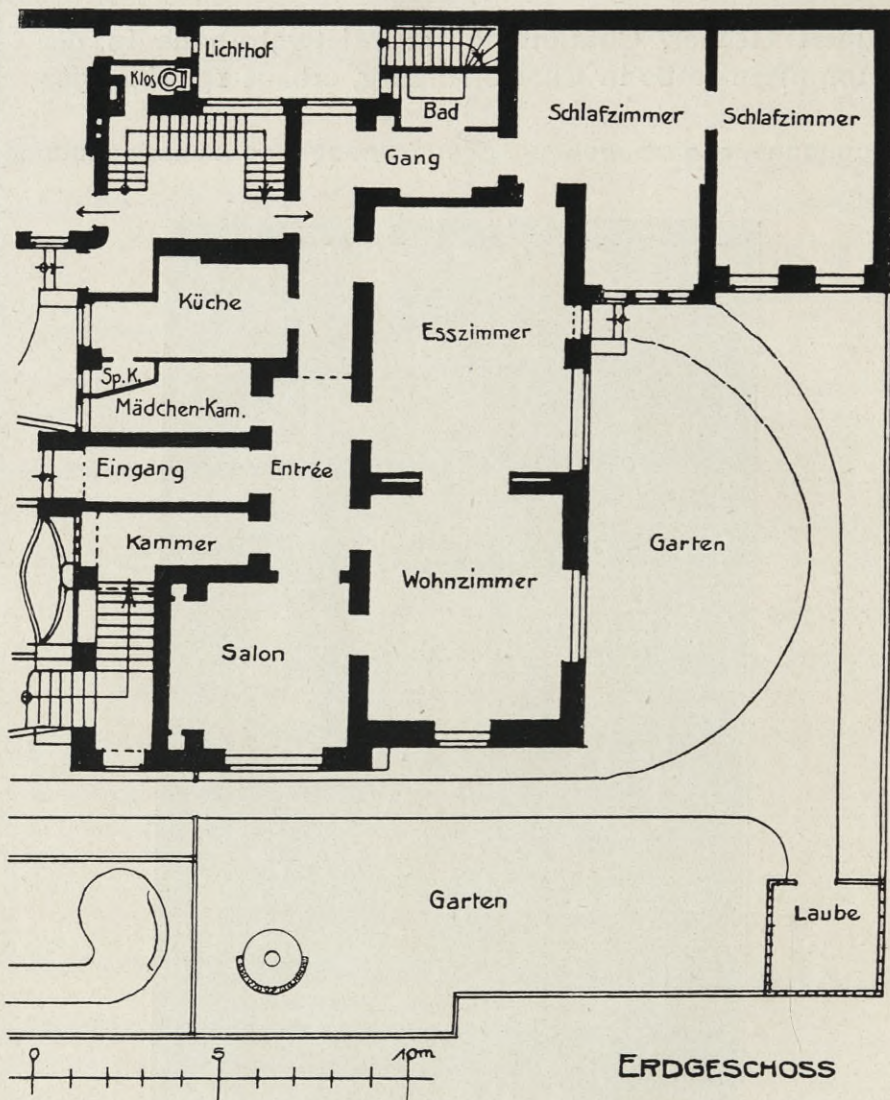 Lichthof
Klos
Bad
Schlafzimmer
Schlafzimmer
Gang
Küche
Esszimmer
Sp.K.
Mädchen-Kam.
Eingang
Entrée
Kammer
Garten
Wohnzimmer
Salon
Garten
Laube
0 5 10m
ERDGESCHOSS